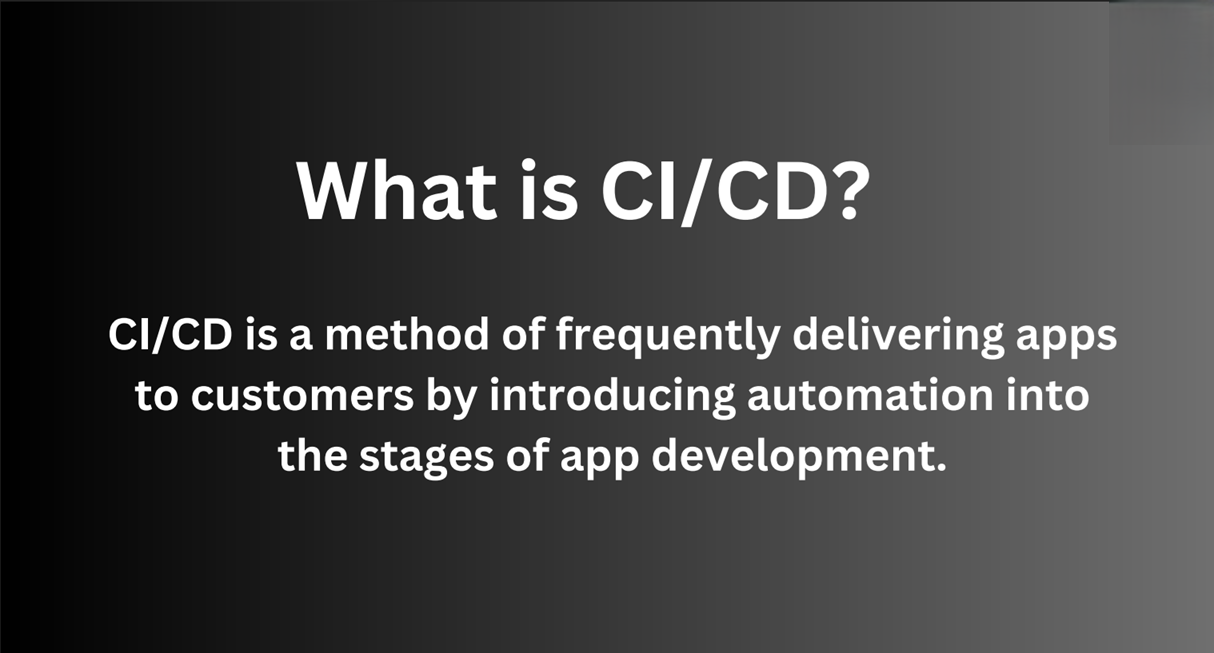 What is CI/CD?
CI/CD is a method of frequently delivering apps
to customers by introducing automation into
the stages of app development.